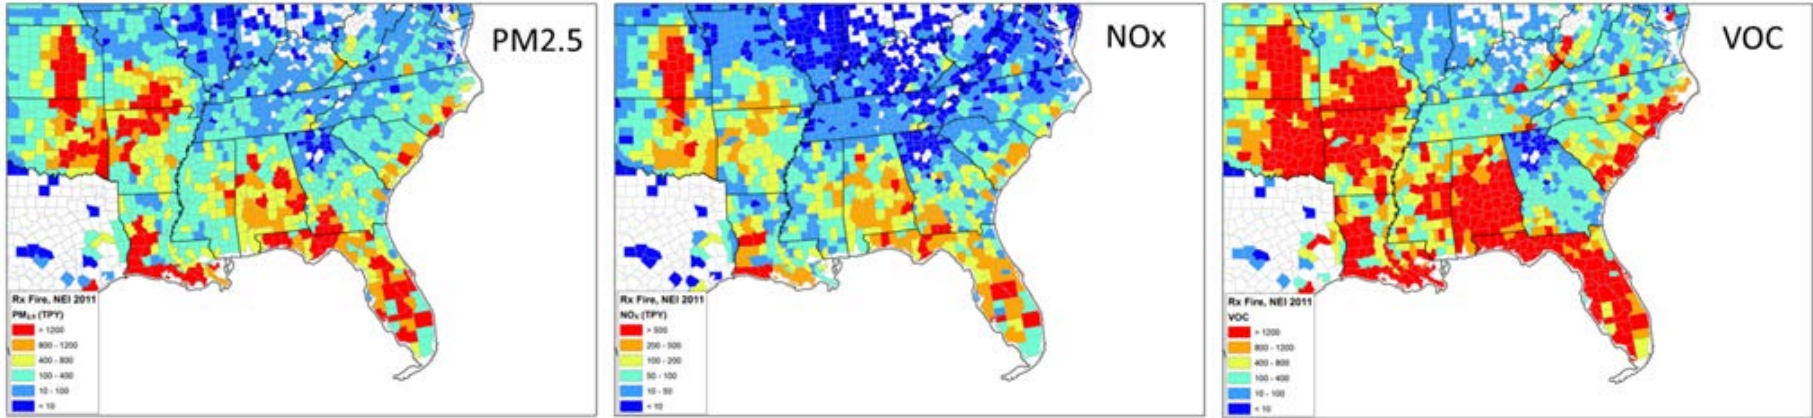 PM2.5
Rx Fire, NEI 2011
PM2.5 (TPY)
> 1200
800 - 1200
400 - 800
100 - 400
10 - 100
< 10
NOx
Rx Fire, NEI 2011
NOx (TPY)
> 500
200 - 500
100 - 200
50 - 100
10 - 50
< 10
VOC
Rx Fire, NEI 2011
VOC
> 1200
800 - 1200
400 - 800
100 - 400
10 - 100
< 10